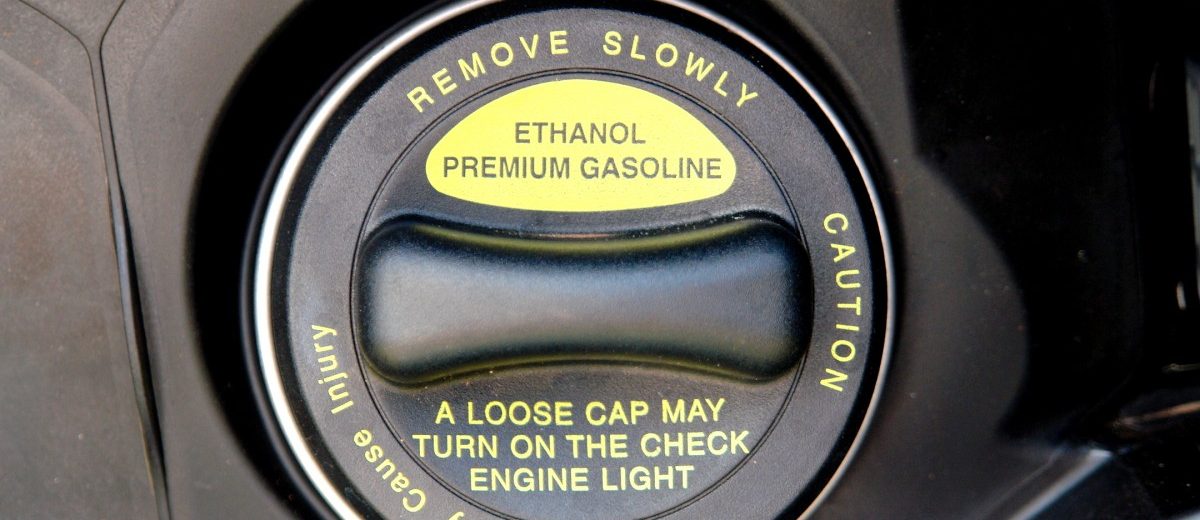 REMOVE SLOWLY
ETHANOL
PREMIUM GASOLINE
CAUTION
A LOOSE CAP MAY
TURN ON THE CHECK
ENGINE LIGHT
Cause Injury